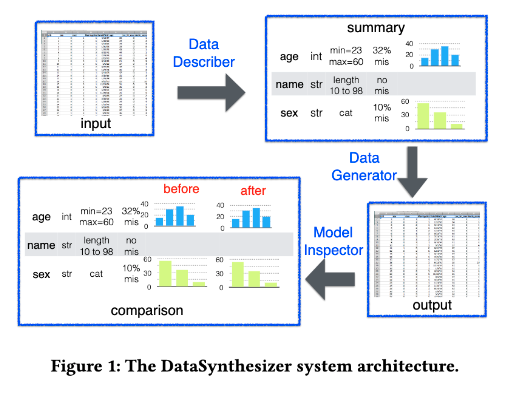 input
Data
Describer
summary
age int min=23 32%
max=60 mis
40
20
0
name str length no
10 to 98 mis
sex str cat 10%
mis
60
30
0
Data
Generator
output
Model
Inspector
before after
age int min=23 32%
max=60 mis
40 40
20 20
0 0
name str length no
10 to 98 mis
sex str cat 10%
mis
60 60
30 30
0 0
comparison
Figure 1: The DataSynthesizer system architecture.